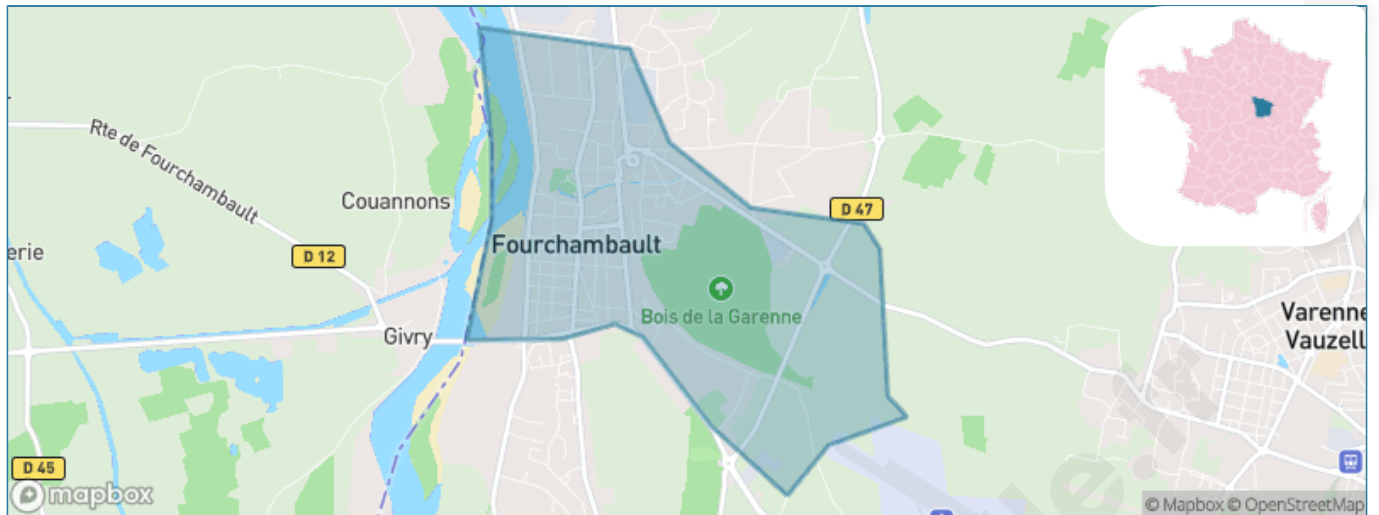 Rte de Fourchambault
Couannons
D 47
erie
D 12
Fourchambault
Bois de la Garenne
Givry
Varenne
Vauzell
D 45
mapbox
© Mapbox © OpenStreetMap